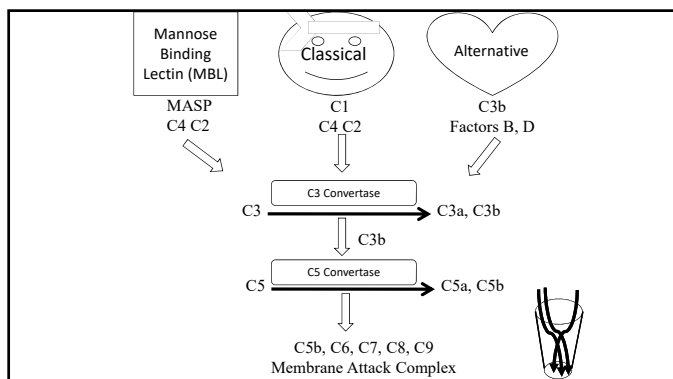 Mannose
Binding
Lectin (MBL)
Classical
Alternative
MASP
C4 C2
C1
C4 C2
C3b
Factors B, D
C3 Convertase
C3
C3a, C3b
C3b
C5 Convertase
C5
C5a, C5b
C5b, C6, C7, C8, C9
Membrane Attack Complex